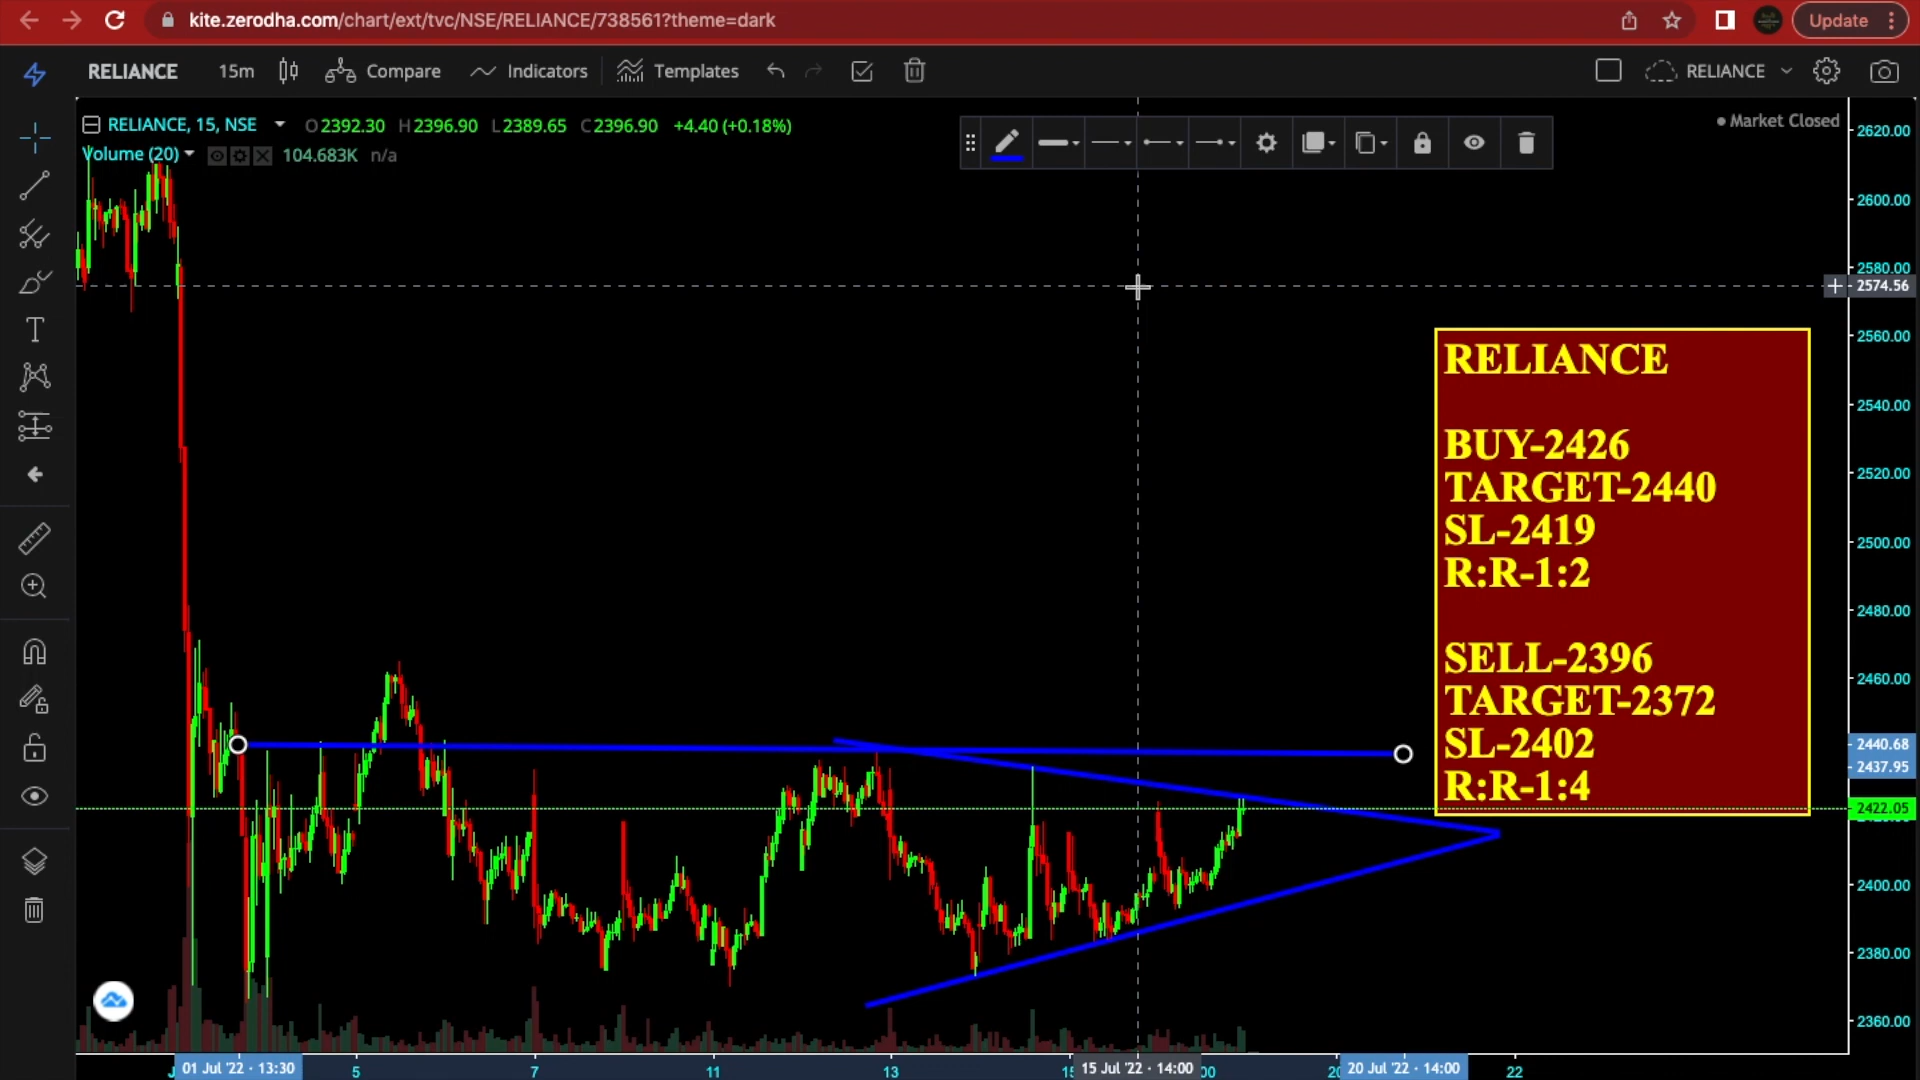 kite.zerodha.com/chart/ext/tvc/NSE/RELIANCE/738561?theme=dark
Update
RELIANCE 15m Compare Indicators Templates RELIANCE
RELIANCE, 15, NSE O2392.30 H2396.90 L2389.65 C2396.90 +4.40 (+0.18%)
Market Closed
Volume (20) 104.683K n/a
2620.00
2600.00
2580.00
2574.56
2560.00
2540.00
2520.00
2500.00
2480.00
2460.00
2440.68
2437.95
2422.05
2400.00
2380.00
2360.00
RELIANCE
BUY-2426
TARGET-2440
SL-2419
R:R-1:2
SELL-2396
TARGET-2372
SL-2402
R:R-1:4
01 Jul '22 - 13:30 5 7 11 13 15 Jul '22 - 14:00 20 Jul '22 - 14:00 22